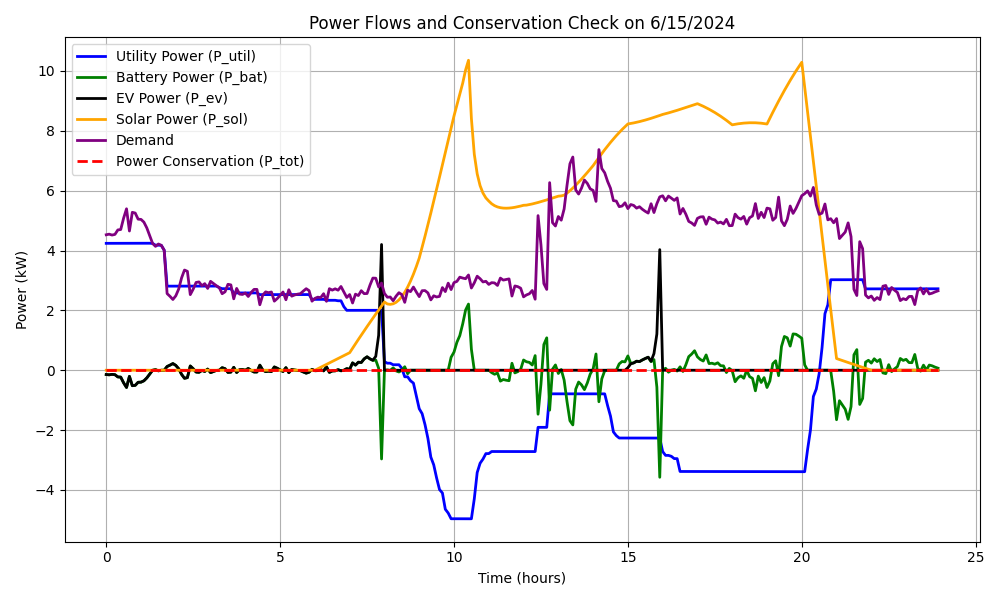 Power Flows and Conservation Check on 6/15/2024
Utility Power (P_util)
Battery Power (P_bat)
EV Power (P_ev)
Solar Power (P_sol)
Demand
Power Conservation (P_tot)
Power (kW)
10
8
6
4
2
0
−2
−4
0 5 10 15 20 25
Time (hours)